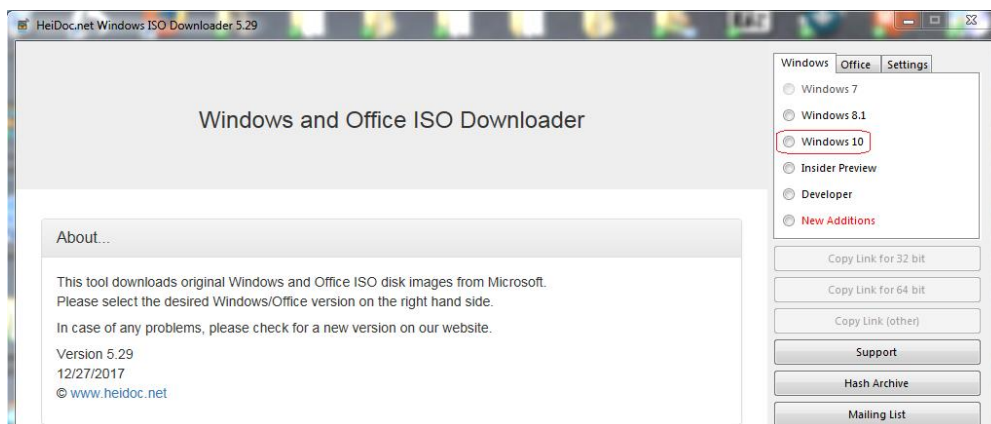 HeiDoc.net Windows ISO Downloader 5.29
Windows and Office ISO Downloader
About...
This tool downloads original Windows and Office ISO disk images from Microsoft.
Please select the desired Windows/Office version on the right hand side.
In case of any problems, please check for a new version on our website.
Version 5.29
12/27/2017
© www.heidoc.net
Windows Office Settings
Windows 7
Windows 8.1
Windows 10
Insider Preview
Developer
New Additions
Copy Link for 32 bit
Copy Link for 64 bit
Copy Link (other)
Support
Hash Archive
Mailing List